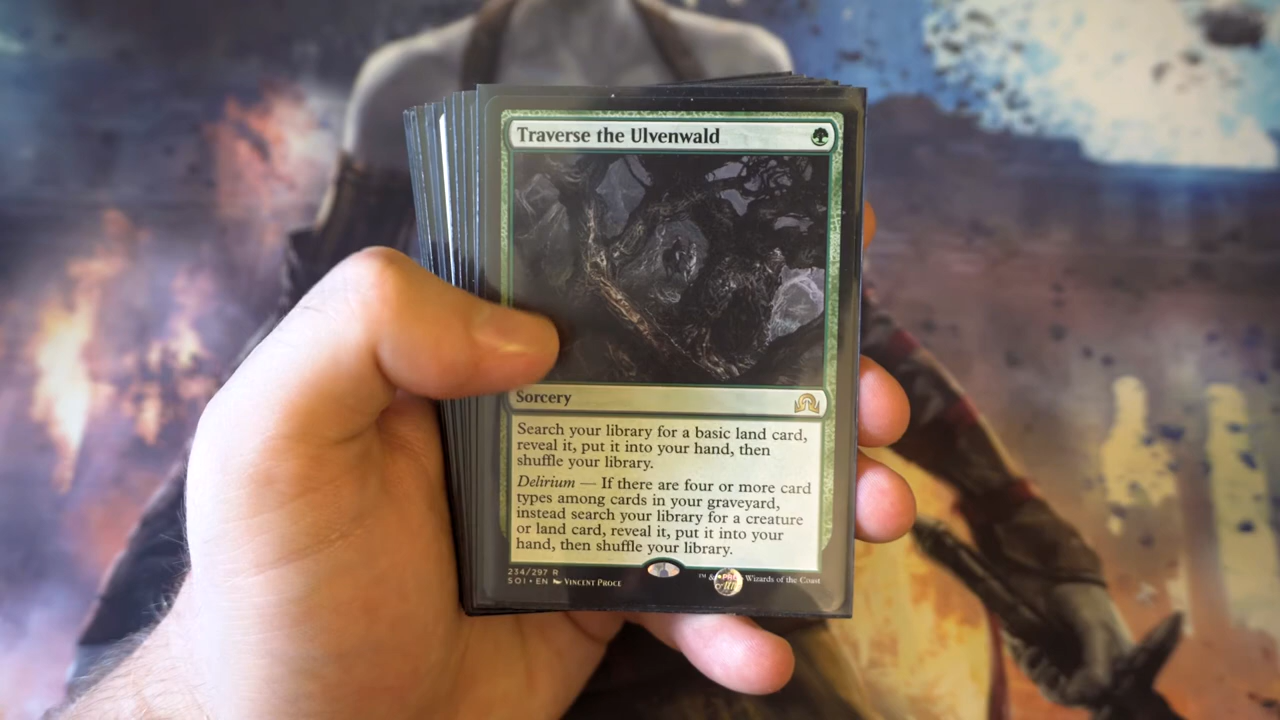 Traverse the Ulvenwald
Sorcery
Search your library for a basic land card,
reveal it, put it into your hand, then
shuffle your library.
Delirium — If there are four or more card
types among cards in your graveyard,
instead search your library for a creature
or land card, reveal it, put it into your
hand, then shuffle your library.
234/297 R
SOI • EN VINCENT PROCE
™ & Wizards of the Coast